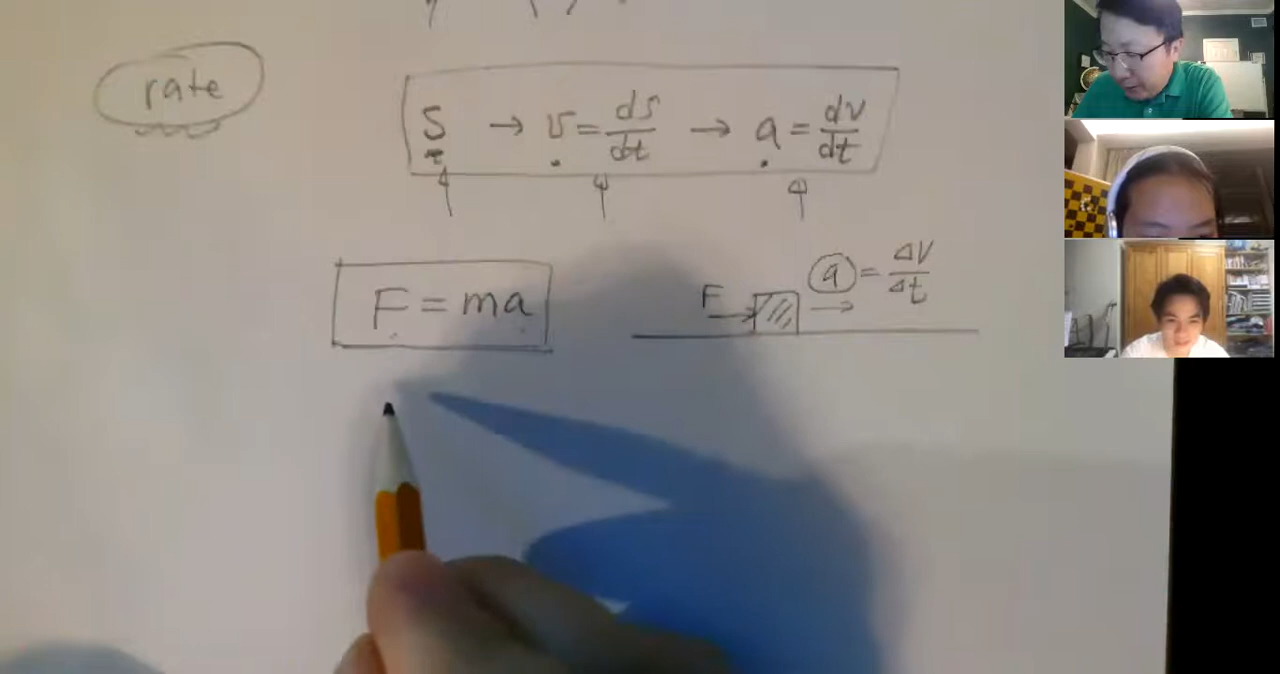 rate
S → v = ds/dt → a = dv/dt
F = ma
F a = Δv/Δt